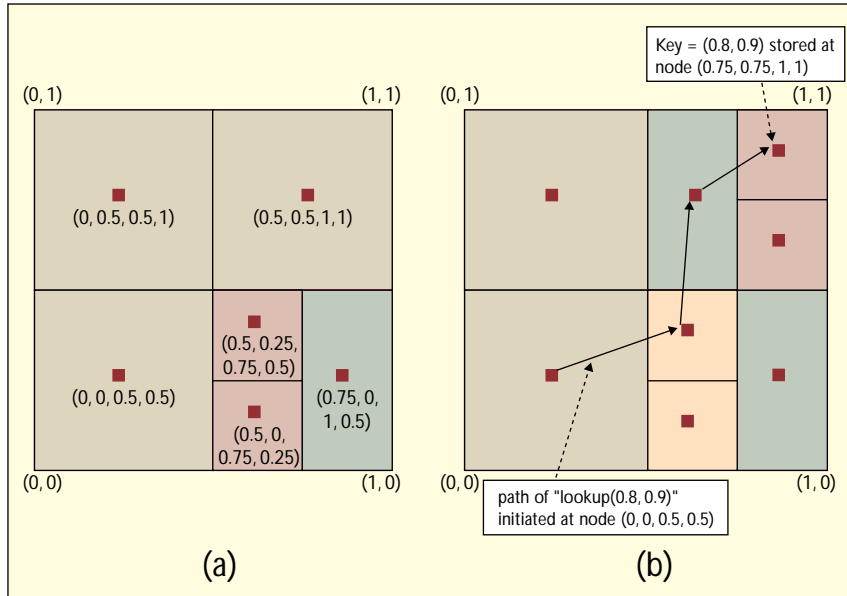 Key = (0.8, 0.9) stored at
node (0.75, 0.75, 1, 1)
(0, 1)
(1, 1)
(0, 0.5, 0.5, 1)
(0.5, 0.5, 1, 1)
(0.5, 0.25,
0.75, 0.5)
(0, 0, 0.5, 0.5)
(0.75, 0,
1, 0.5)
(0.5, 0,
0.75, 0.25)
(0, 0)
(1, 0)
(a)
(0, 1)
(1, 1)
(0, 0)
(1, 0)
path of "lookup(0.8, 0.9)"
initiated at node (0, 0, 0.5, 0.5)
(b)